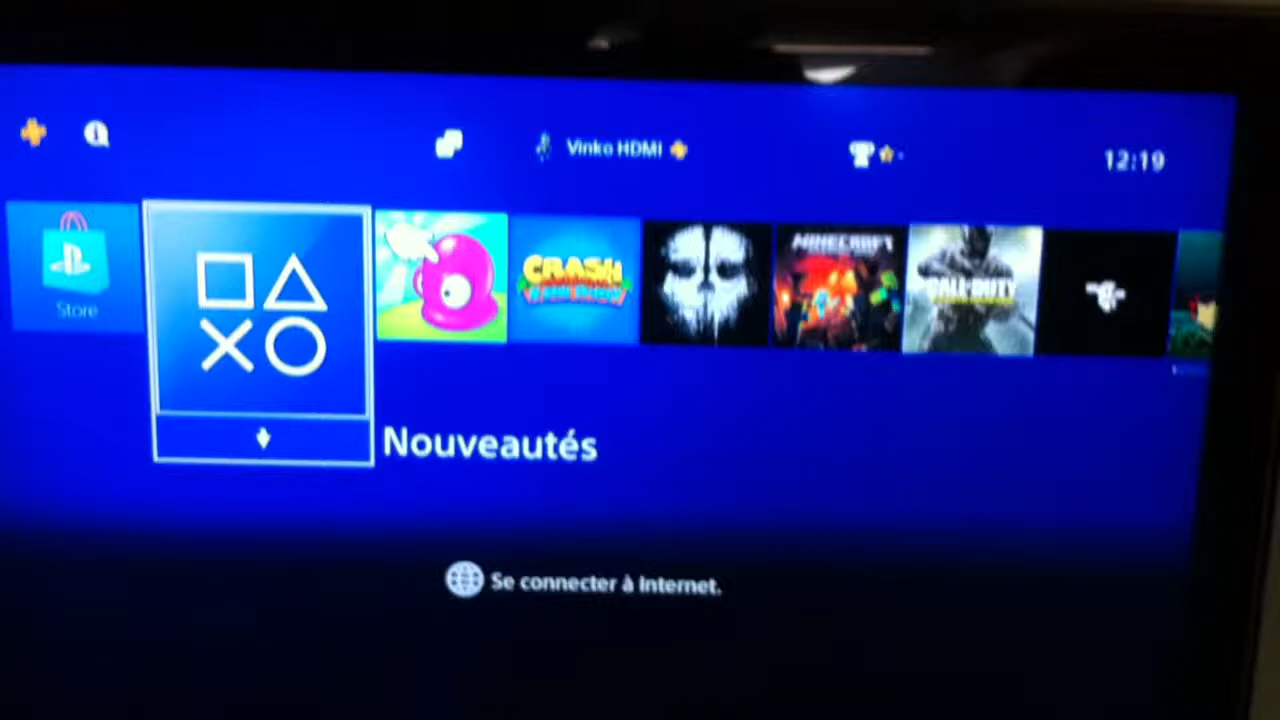 Vinko HDMI
12:19
Store
CRASH
MINECRAFT
CALL OF DUTY
Nouveautés
Se connecter à Internet.